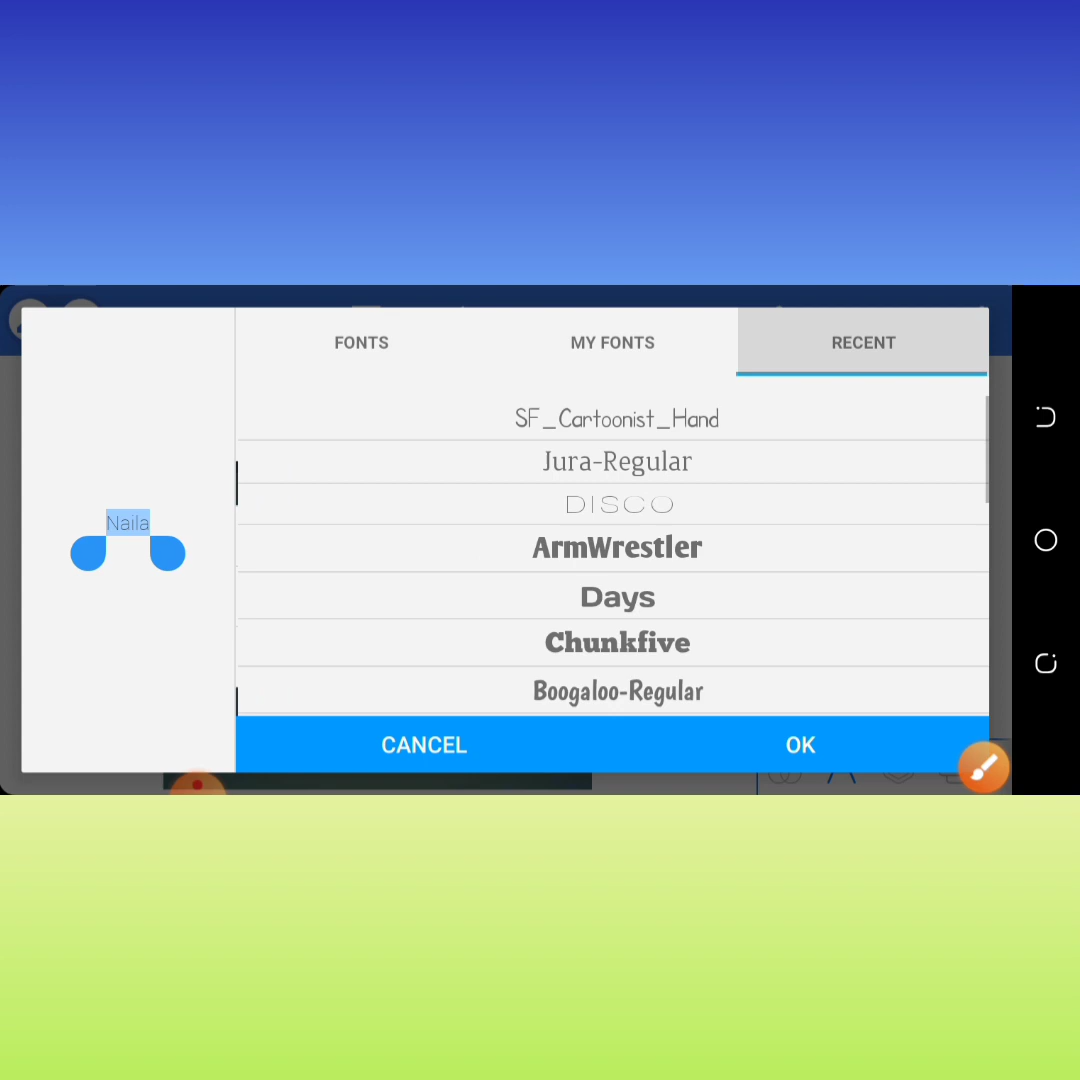 FONTS MY FONTS RECENT
SF_Cartoonist_Hand
Jura-Regular
DISCO
Naila
ArmWrestler
Days
Chunkfive
Boogaloo-Regular
CANCEL OK